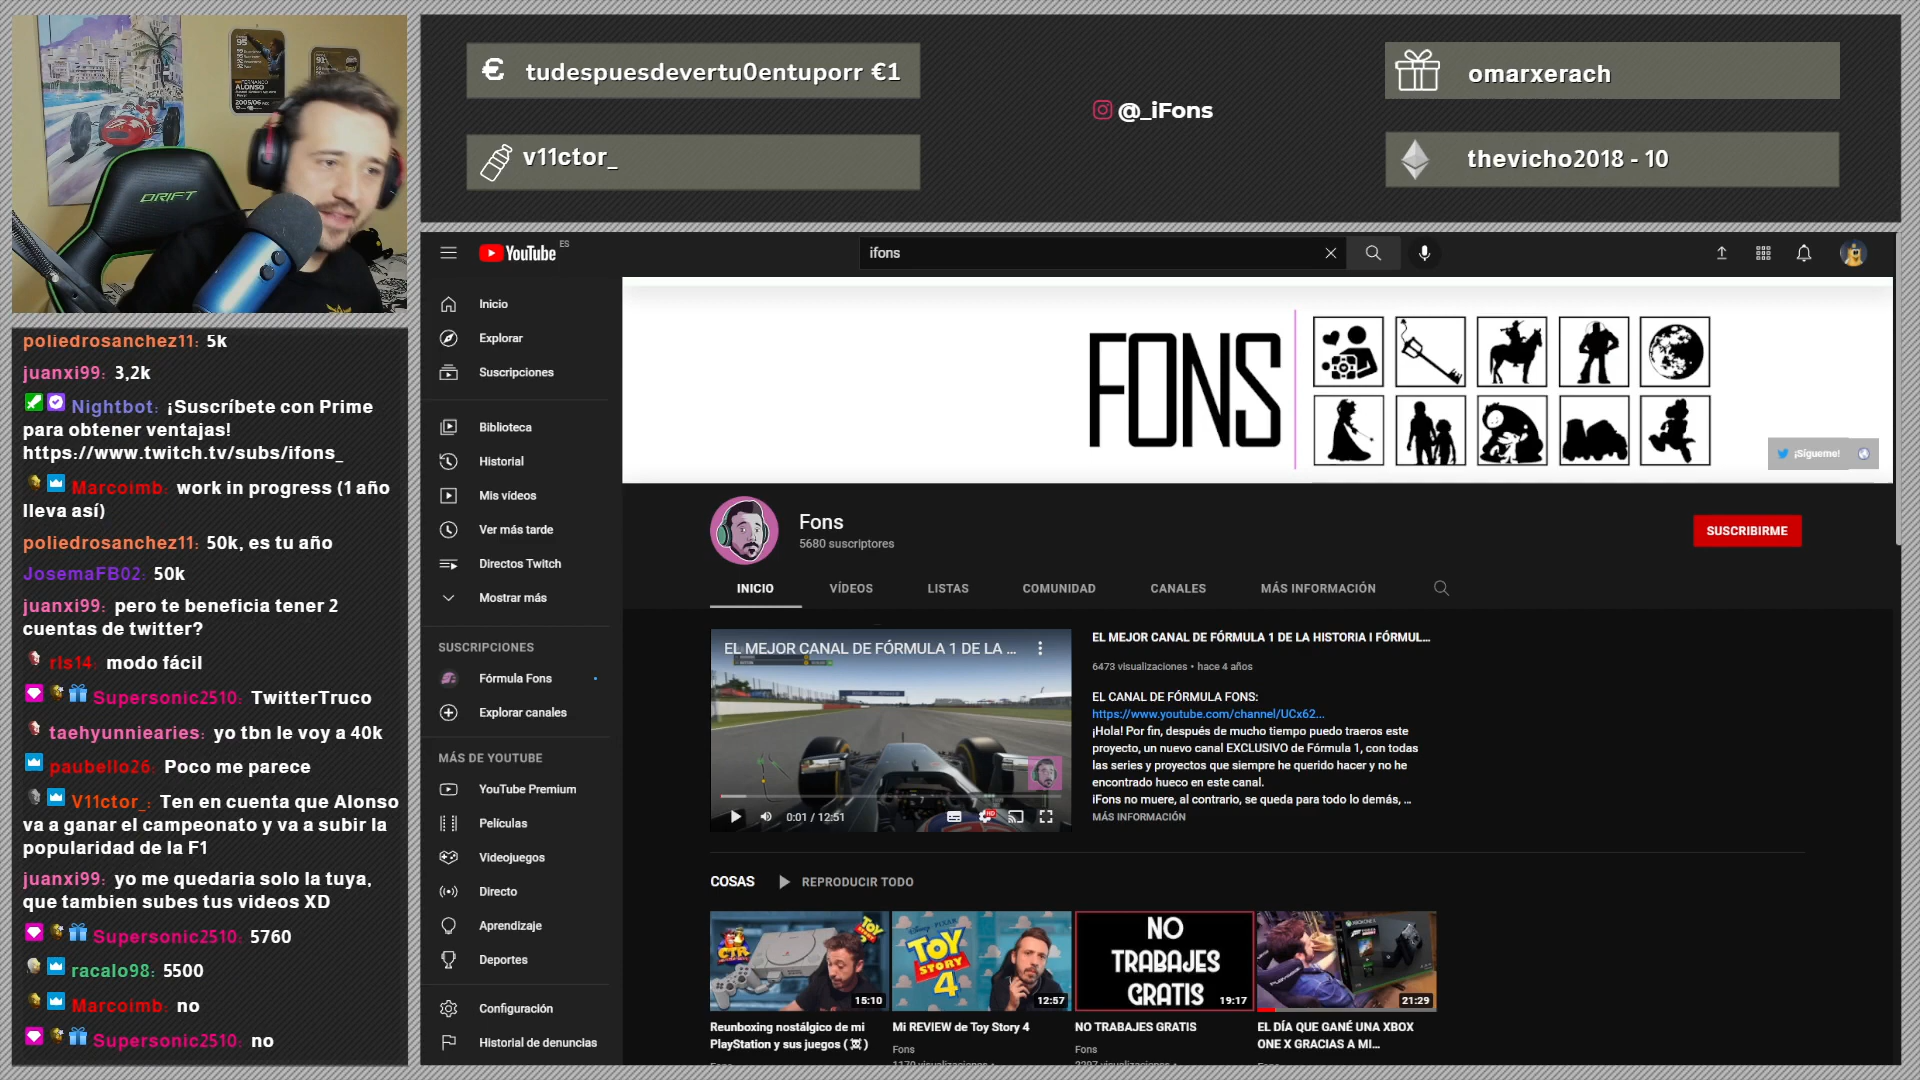 95
FERNANDO
ALONSO
2005/06
91
DRIFT
€ tudespuesdevertu0entuporr €1
v11ctor_
@_iFons
omarxerach
thevicho2018 - 10
poliedrosanchez11: 5k
juanxi99: 3,2k
Nightbot: ¡Suscríbete con Prime
para obtener ventajas!
https://www.twitch.tv/subs/ifons_
Marcoimb: work in progress (1 año
lleva así)
poliedrosanchez11: 50k, es tu año
JosemaFB02: 50k
juanxi99: pero te beneficia tener 2
cuentas de twitter?
rls14: modo fácil
Supersonic2510: TwitterTruco
taehyunniearies: yo tbn le voy a 40k
paubello26: Poco me parece
V11ctor_: Ten en cuenta que Alonso
va a ganar el campeonato y va a subir la
popularidad de la F1
juanxi99: yo me quedaria solo la tuya,
que tambien subes tus videos XD
Supersonic2510: 5760
racalo98: 5500
Marcoimb: no
Supersonic2510: no
YouTube ES
ifons
Inicio
Explorar
Suscripciones
Biblioteca
Historial
Mis vídeos
Ver más tarde
Directos Twitch
Mostrar más
SUSCRIPCIONES
Fórmula Fons
Explorar canales
MÁS DE YOUTUBE
YouTube Premium
Películas
Videojuegos
Directo
Aprendizaje
Deportes
Configuración
Historial de denuncias
FONS
¡Sígueme!
Fons
5680 suscriptores
SUSCRIBIRME
INICIO VÍDEOS LISTAS COMUNIDAD CANALES MÁS INFORMACIÓN
EL MEJOR CANAL DE FÓRMULA 1 DE LA ...
0:01 / 12:51
HD
EL MEJOR CANAL DE FÓRMULA 1 DE LA HISTORIA I FÓRMUL...
6473 visualizaciones • hace 4 años
EL CANAL DE FÓRMULA FONS:
https://www.youtube.com/channel/UCx62...
¡Hola! Por fin, después de mucho tiempo puedo traeros este
proyecto, un nuevo canal EXCLUSIVO de Fórmula 1, con todas
las series y proyectos que siempre he querido hacer y no he
encontrado hueco en este canal.
iFons no muere, al contrario, se queda para todo lo demás, ...
MÁS INFORMACIÓN
COSAS REPRODUCIR TODO
CTR
TOY STORY
15:10
TOY
STORY
4
12:57
NO
TRABAJES
GRATIS
19:17
21:29
Reunboxing nostálgico de mi
PlayStation y sus juegos (☠️)
Mi REVIEW de Toy Story 4
Fons
NO TRABAJES GRATIS
Fons
EL DÍA QUE GANÉ UNA XBOX
ONE X GRACIAS A MI...